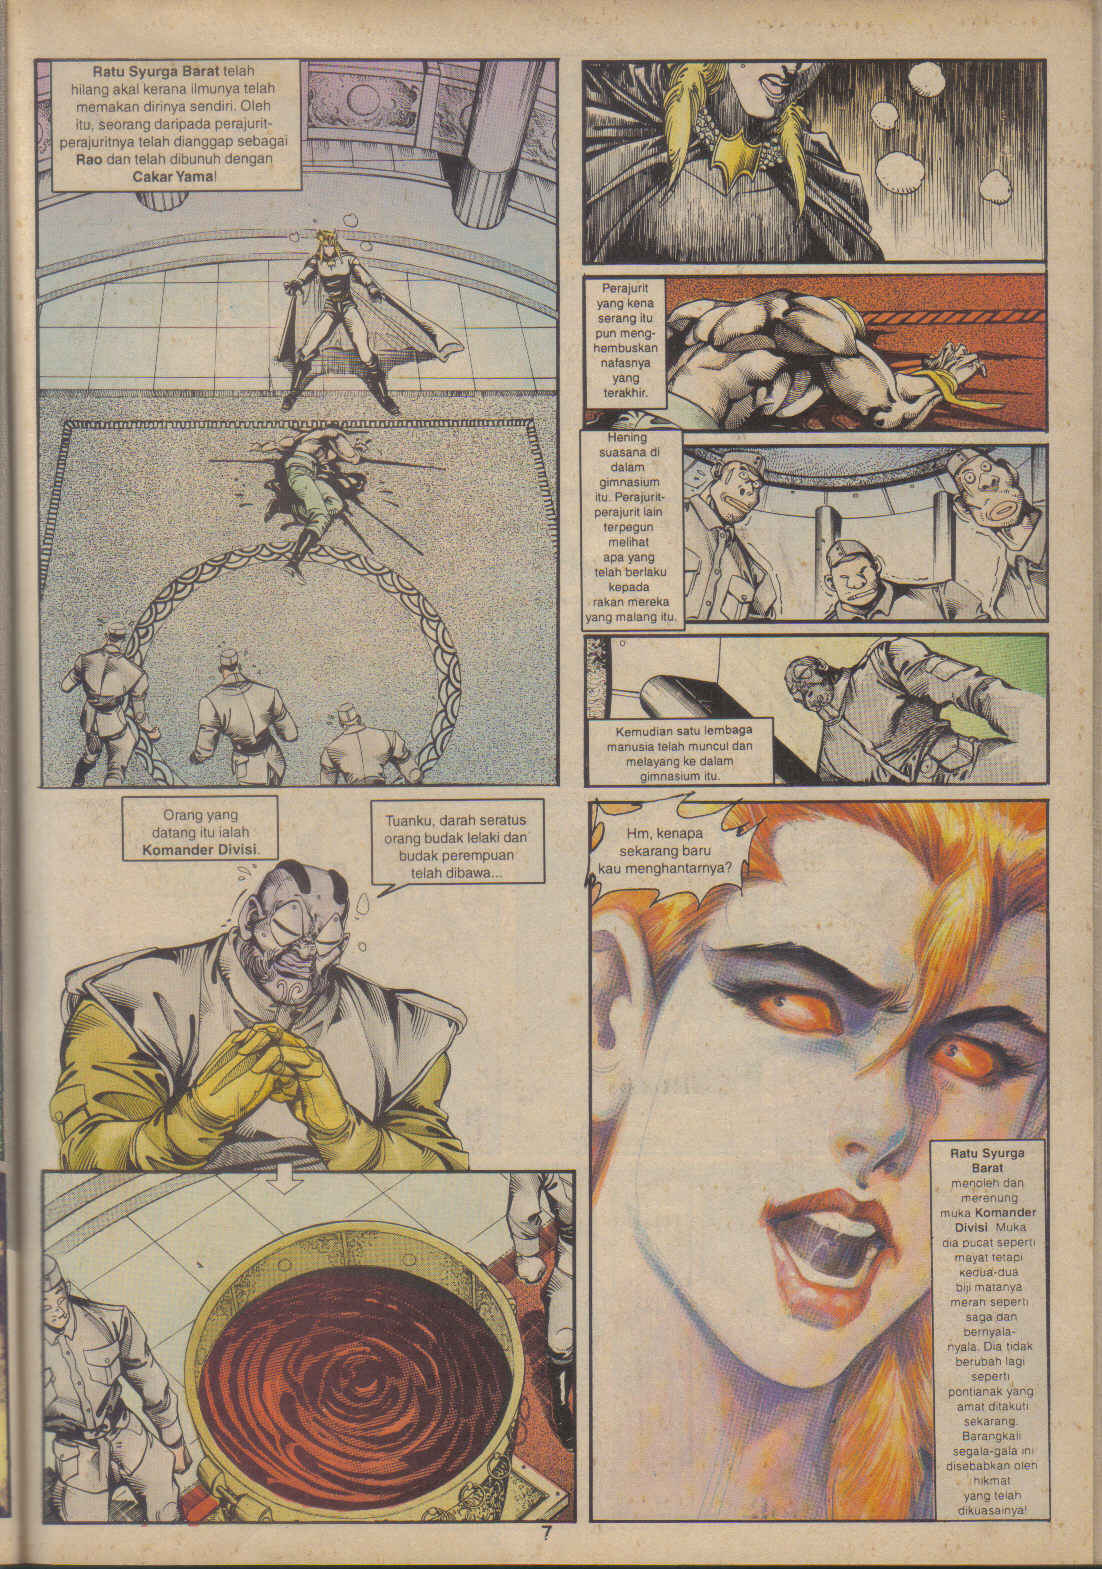 Ratu Syurga Barat telah
hilang akal kerana ilmunya telah
memakan dirinya sendiri. Oleh
itu, seorang daripada perajurit-
perajuritnya telah dianggap sebagai
Rao dan telah dibunuh dengan
Cakar Yama!
Perajurit
yang kena
serang itu
pun meng-
hembuskan
nafasnya
yang
terakhir.
Hening
suasana di
dalam
gimnasium
itu. Perajurit-
perajurit lain
terpegun
melihat
apa yang
telah berlaku
kepada
rakan mereka
yang malang itu.
Kemudian satu lembaga
manusia telah muncul dan
melayang ke dalam
gimnasium itu.
Orang yang
datang itu ialah
Komander Divisi.
Tuanku, darah seratus
orang budak lelaki dan
budak perempuan
telah dibawa...
Hm, kenapa
sekarang baru
kau menghantarnya?
Ratu Syurga
Barat
menoleh dan
merenung
muka Komander
Divisi. Muka
dia pucat seperti
mayat tetapi
kedua-dua
biji matanya
merah seperti
saga dan
bernyala-
nyala. Dia tidak
berubah lagi
seperti
pontianak yang
amat ditakuti
sekarang.
Barangkali
segala-gala ini
disebabkan oleh
hikmat
yang telah
dikuasainya!
7